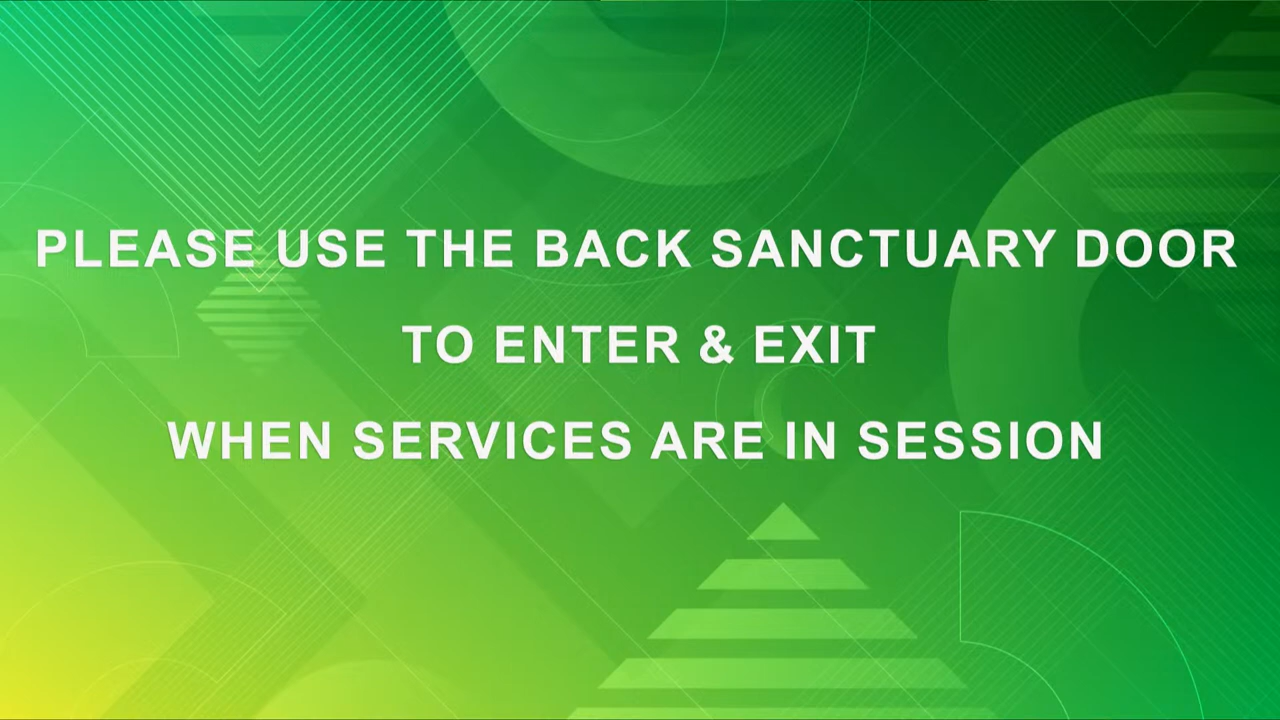 PLEASE USE THE BACK SANCTUARY DOOR
TO ENTER & EXIT
WHEN SERVICES ARE IN SESSION